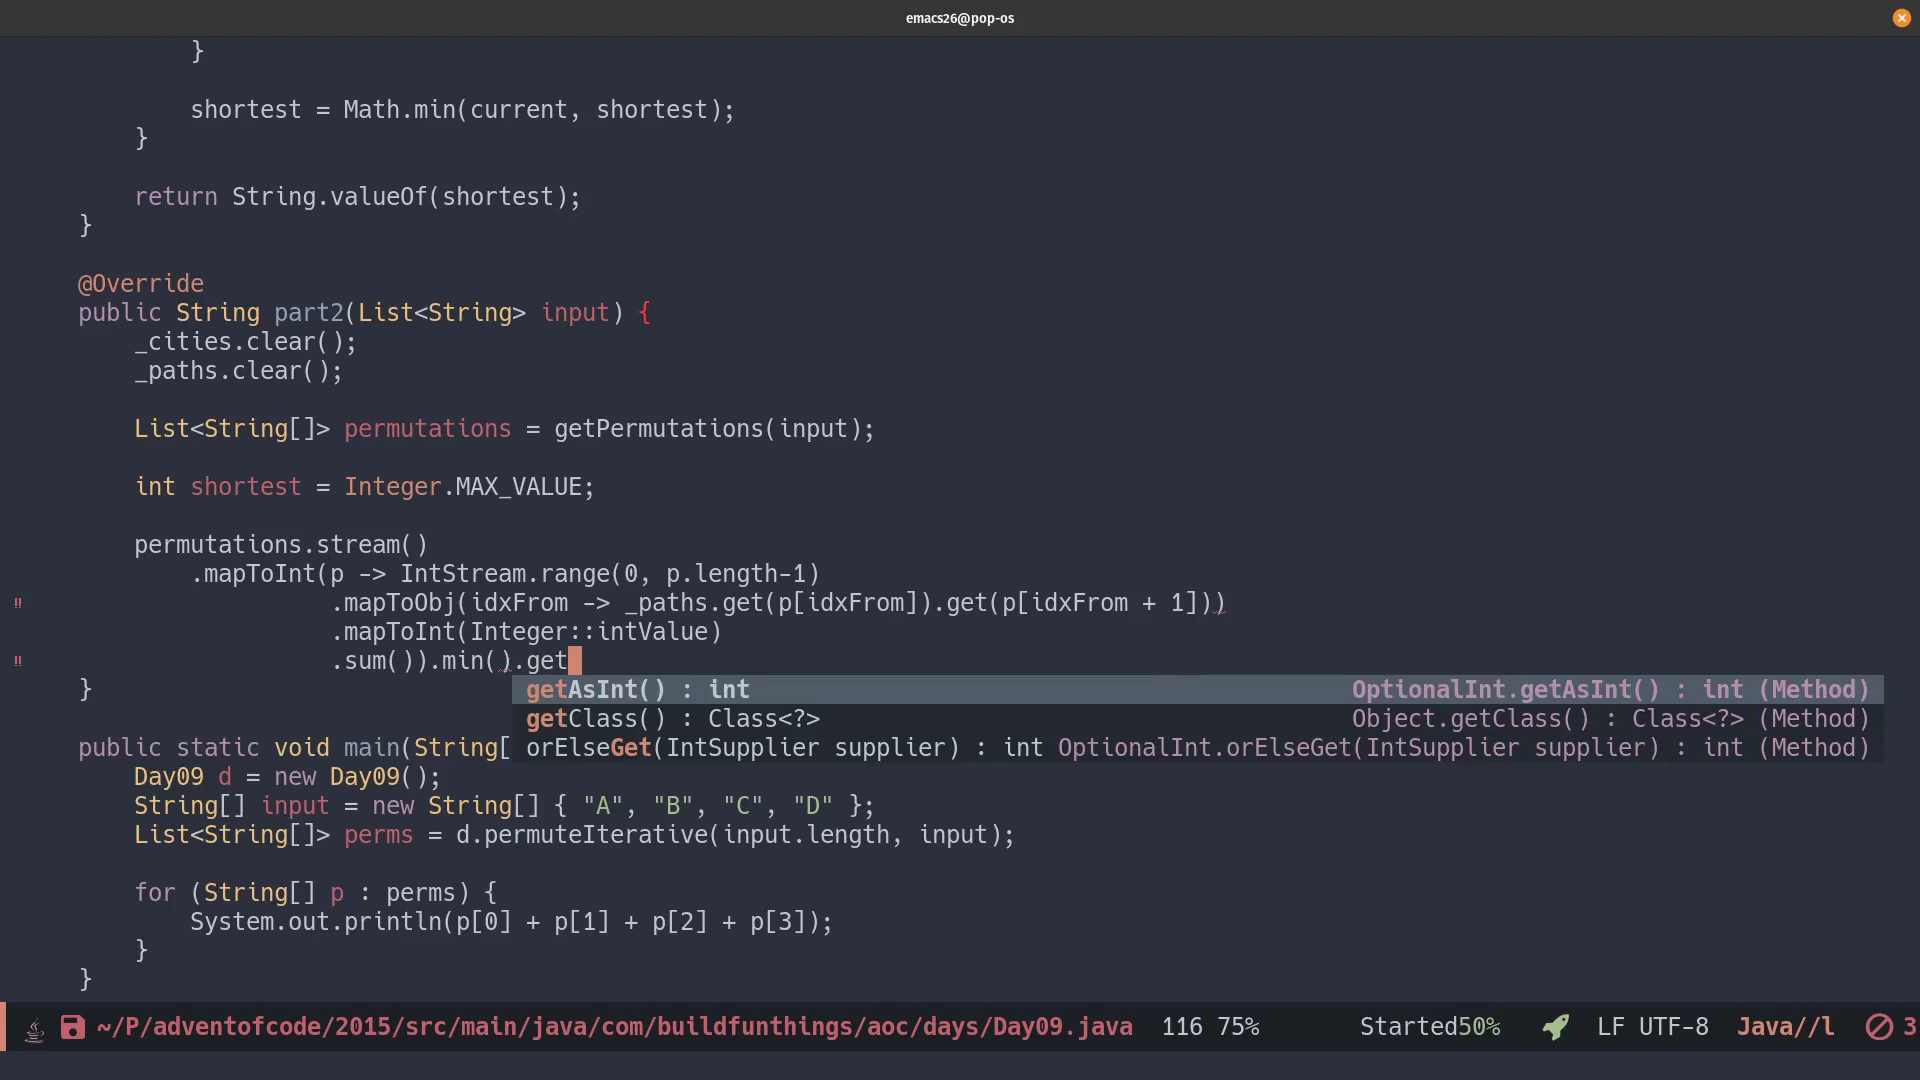 emacs26@pop-os
}
shortest = Math.min(current, shortest);
}
return String.valueOf(shortest);
}
@Override
public String part2(List<String> input) {
_cities.clear();
_paths.clear();
List<String[]> permutations = getPermutations(input);
int shortest = Integer.MAX_VALUE;
permutations.stream()
.mapToInt(p -> IntStream.range(0, p.length-1)
!! .mapToObj(idxFrom -> _paths.get(p[idxFrom]).get(p[idxFrom + 1]))
.mapToInt(Integer::intValue)
!! .sum()).min().get
} getAsInt() : int OptionalInt.getAsInt() : int (Method)
getClass() : Class<?> Object.getClass() : Class<?> (Method)
public static void main(String[ orElseGet(IntSupplier supplier) : int OptionalInt.orElseGet(IntSupplier supplier) : int (Method)
Day09 d = new Day09();
String[] input = new String[] { "A", "B", "C", "D" };
List<String[]> perms = d.permuteIterative(input.length, input);
for (String[] p : perms) {
System.out.println(p[0] + p[1] + p[2] + p[3]);
}
}
~/P/adventofcode/2015/src/main/java/com/buildfunthings/aoc/days/Day09.java 116 75% Started50% LF UTF-8 Java//l 3